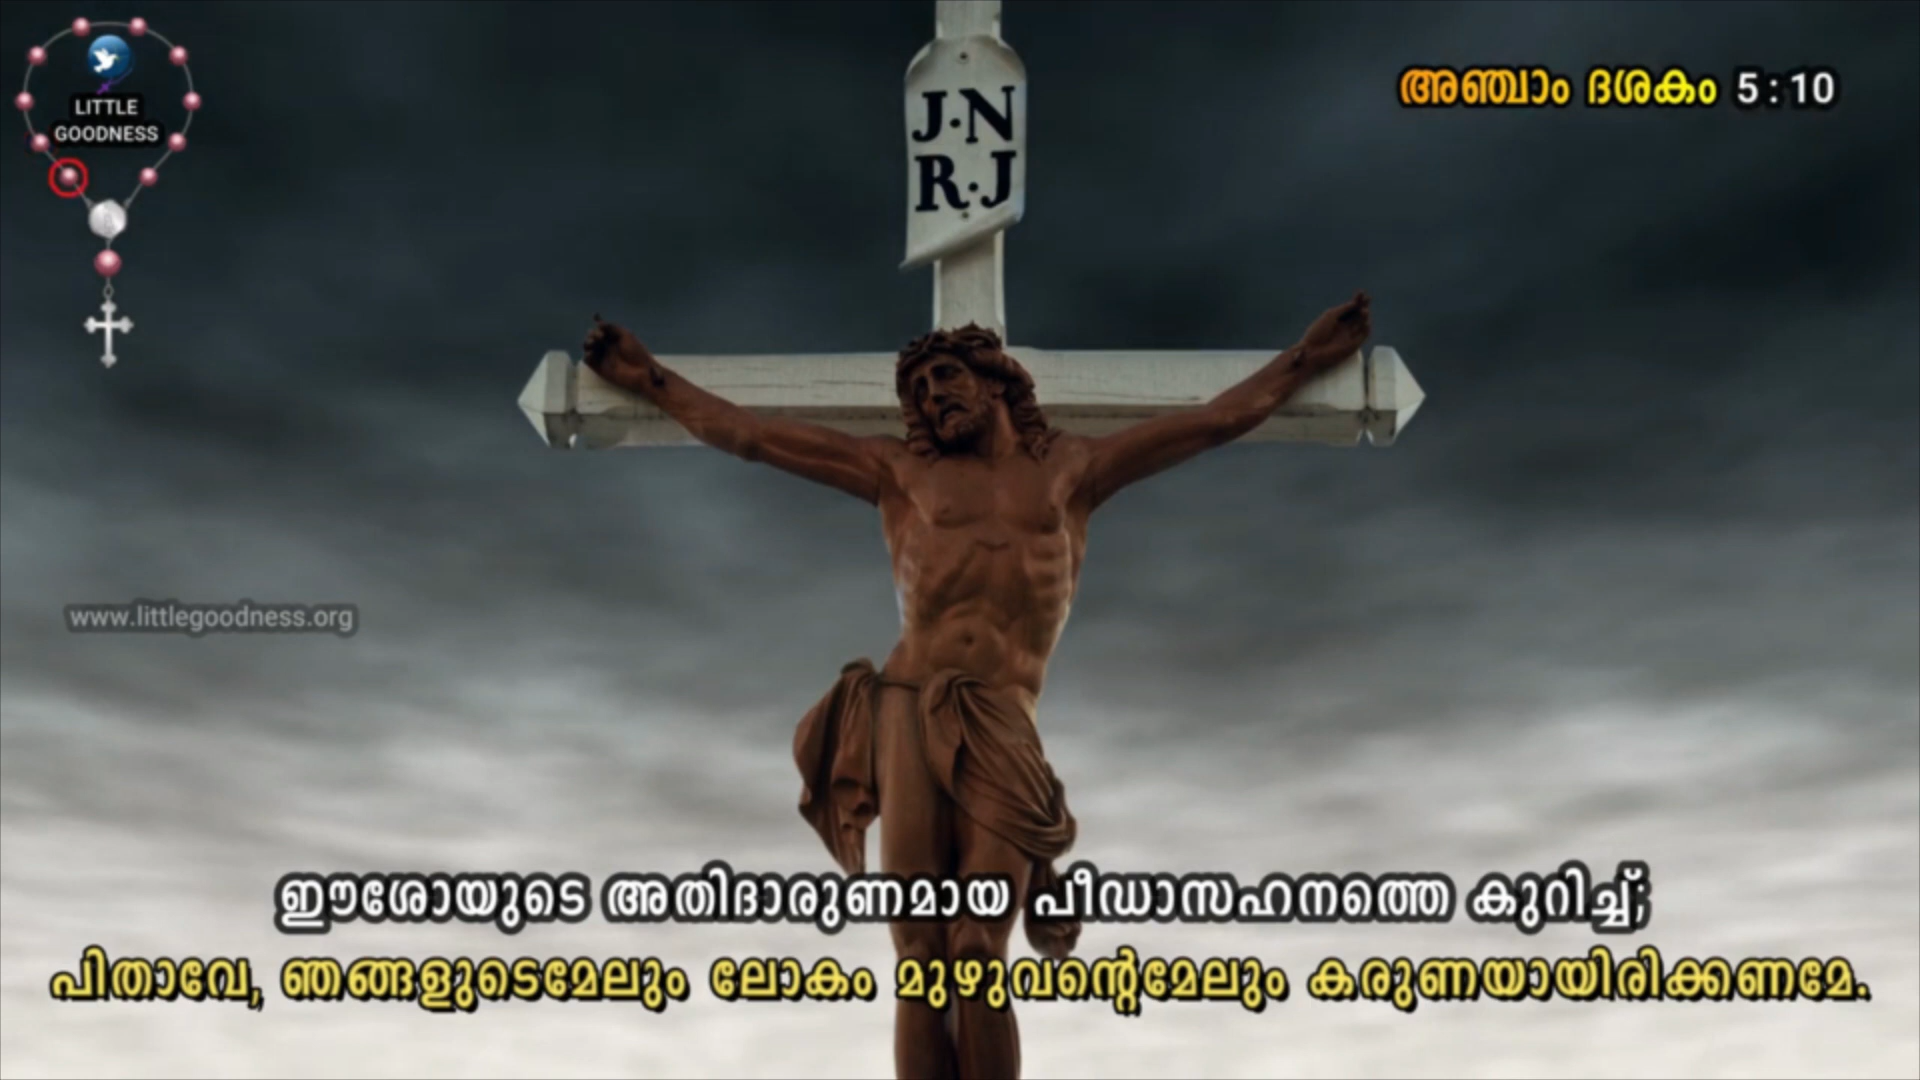 LITTLE
GOODNESS
അഞ്ചാം ദശകം 5 : 10
J·N
R·J
www.littlegoodness.org
ഈശോയുടെ അതിദാരുണമായ പീഡാസഹനത്തെ കുറിച്ച്;
പിതാവേ, ഞങ്ങളുടെമേലും ലോകം മുഴുവന്റെമേലും കരുണയായിരിക്കണമേ.